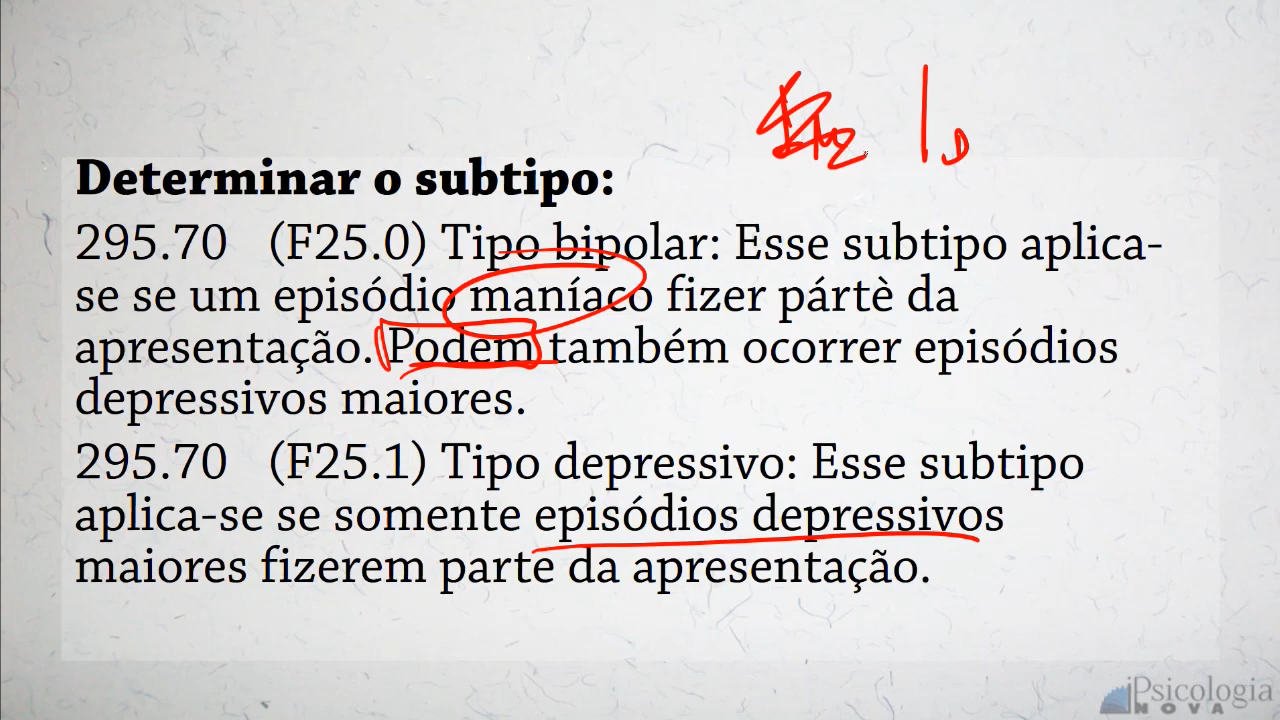 Determinar o subtipo:
295.70 (F25.0) Tipo bipolar: Esse subtipo aplica-
se se um episódio maníaco fizer pártè da
apresentação. Podem também ocorrer episódios
depressivos maiores.
295.70 (F25.1) Tipo depressivo: Esse subtipo
aplica-se se somente episódios depressivos
maiores fizerem parte da apresentação.
Psicologia
NOVA